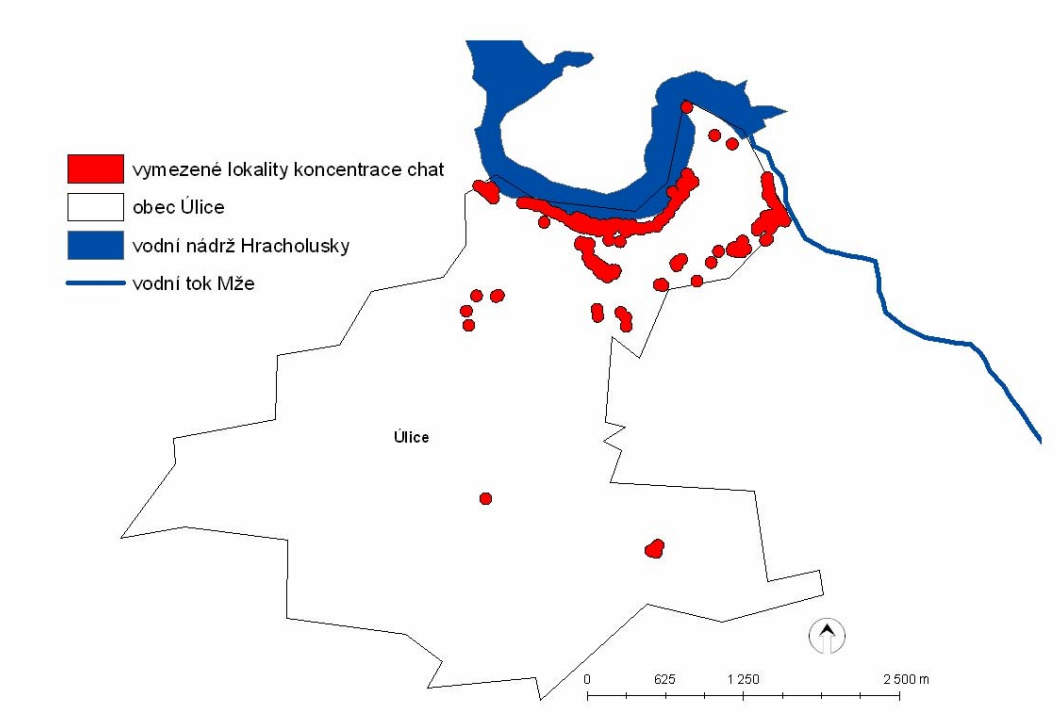 vymezené lokality koncentrace chat
obec Úlice
vodní nádrž Hracholusky
vodní tok Mže
Úlice
0 625 1 250 2 500 m